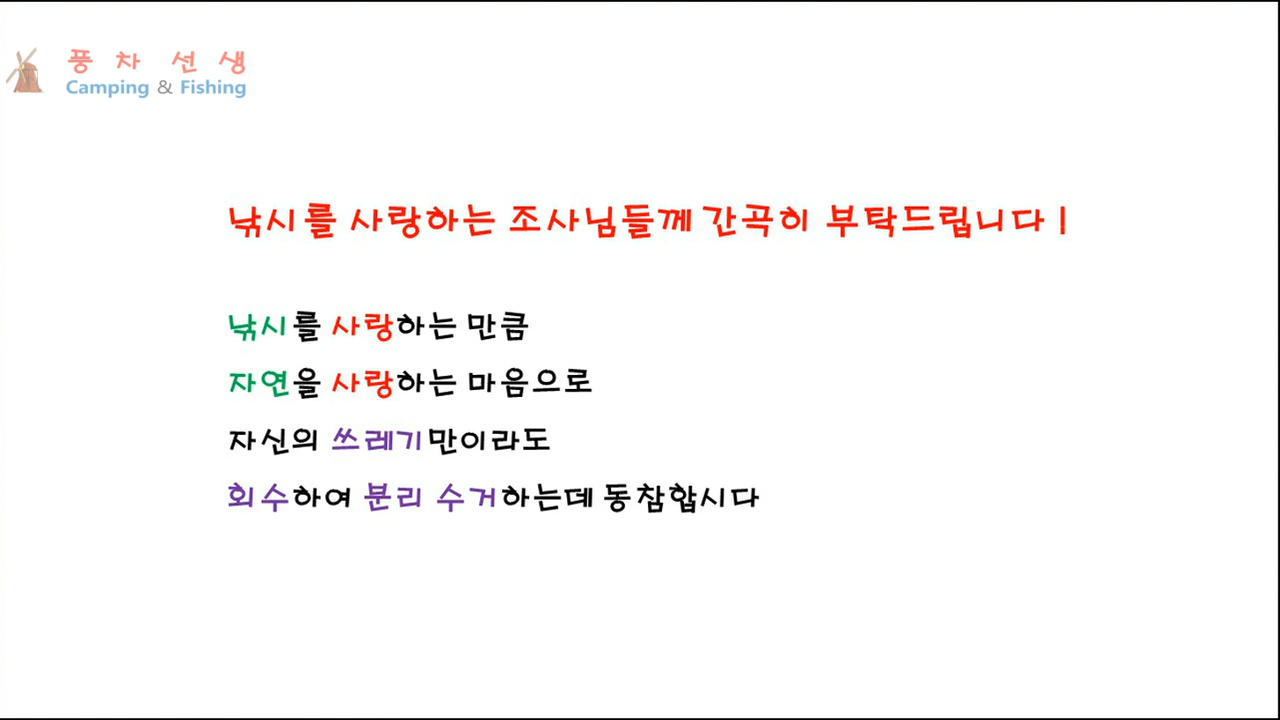 풍차 선생
Camping & Fishing
낚시를 사랑하는 조사님들께 간곡히 부탁드립니다 !
낚시를 사랑하는 만큼
자연을 사랑하는 마음으로
자신의 쓰레기만이라도
회수하여 분리 수거하는데 동참합시다